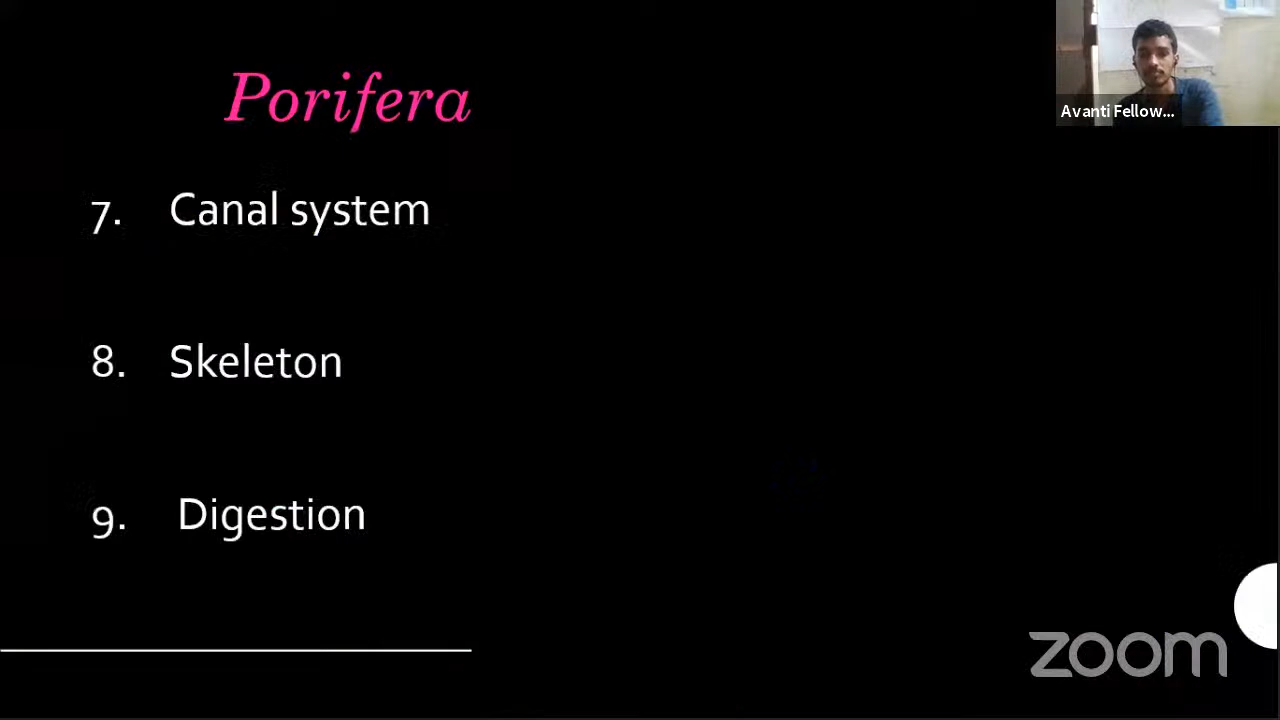 Porifera
Avanti Fellow...
7. Canal system
8. Skeleton
9. Digestion
zoom